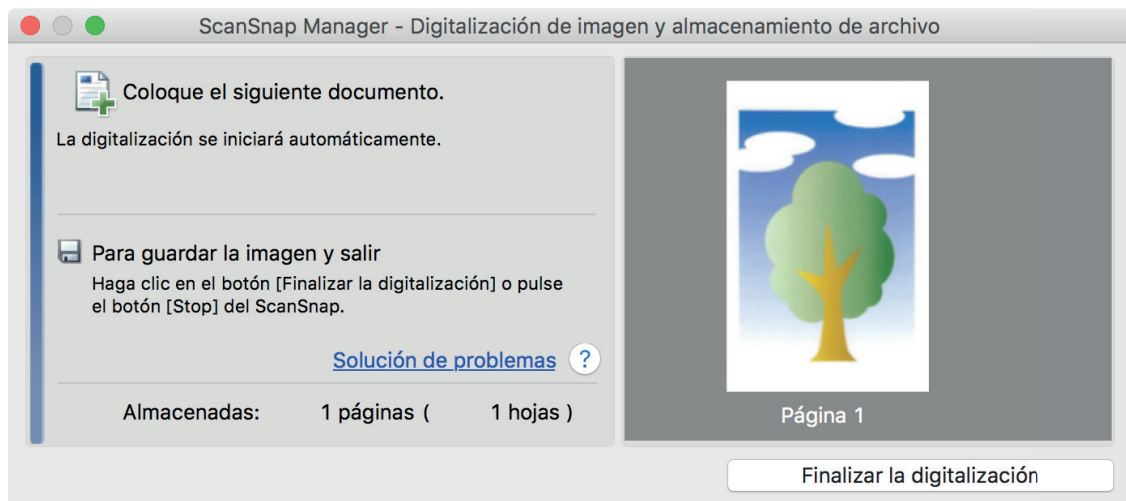 ScanSnap Manager - Digitalización de imagen y almacenamiento de archivo
Coloque el siguiente documento.
La digitalización se iniciará automáticamente.
Para guardar la imagen y salir
Haga clic en el botón [Finalizar la digitalización] o pulse
el botón [Stop] del ScanSnap.
Solución de problemas ?
Almacenadas: 1 páginas ( 1 hojas )
Página 1
Finalizar la digitalización